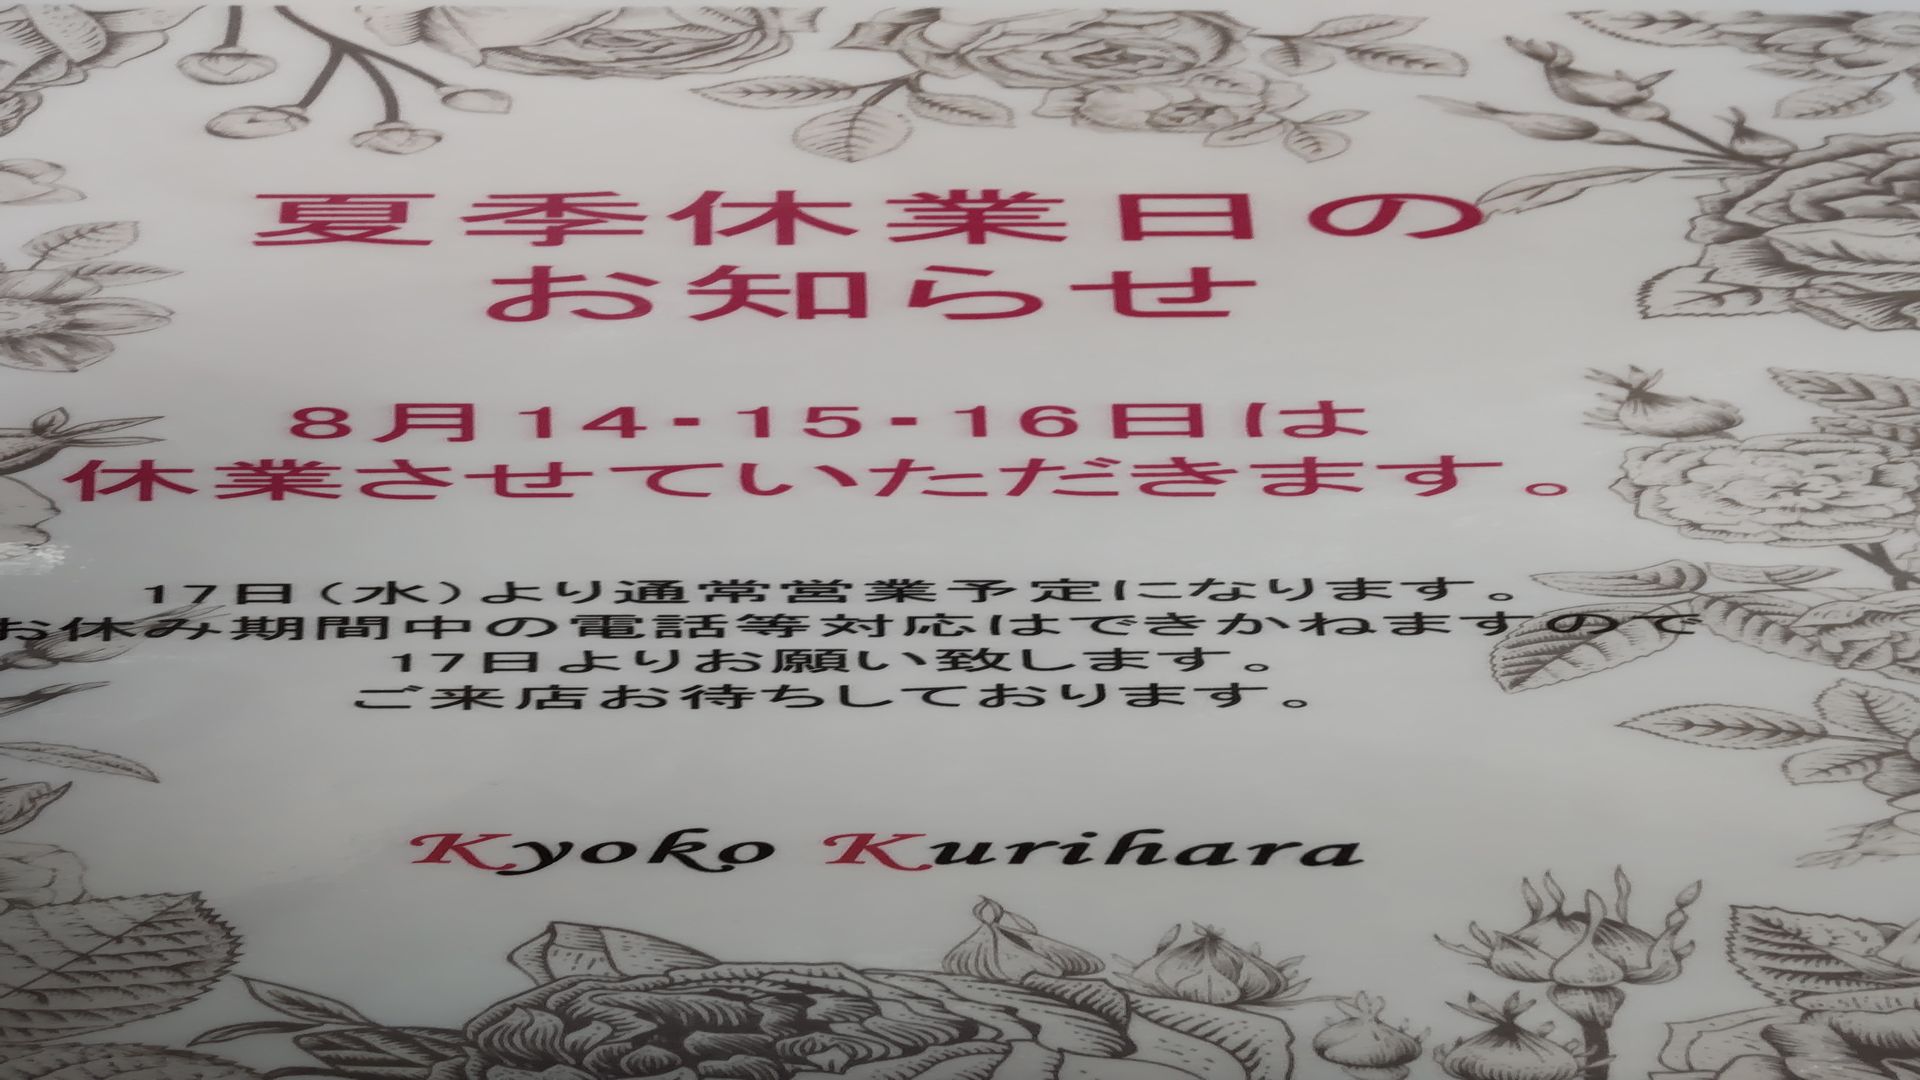 夏季休業日の
お知らせ
8月14・15・16日は
休業させていただきます。
17日(水)より通常営業予定になります。
お休み期間中の電話等対応はできかねますので
17日よりお願い致します。
ご来店お待ちしております。
Kyoko Kurihara